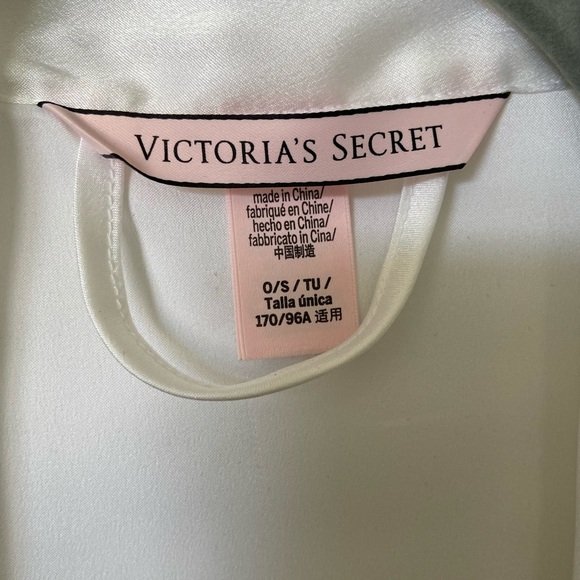 VICTORIA'S SECRET
made in China/
fabriqué en Chine/
hecho en China/
fabbricato in Cina/
中国制造
O/S / TU /
Talla única
170/96A 适用